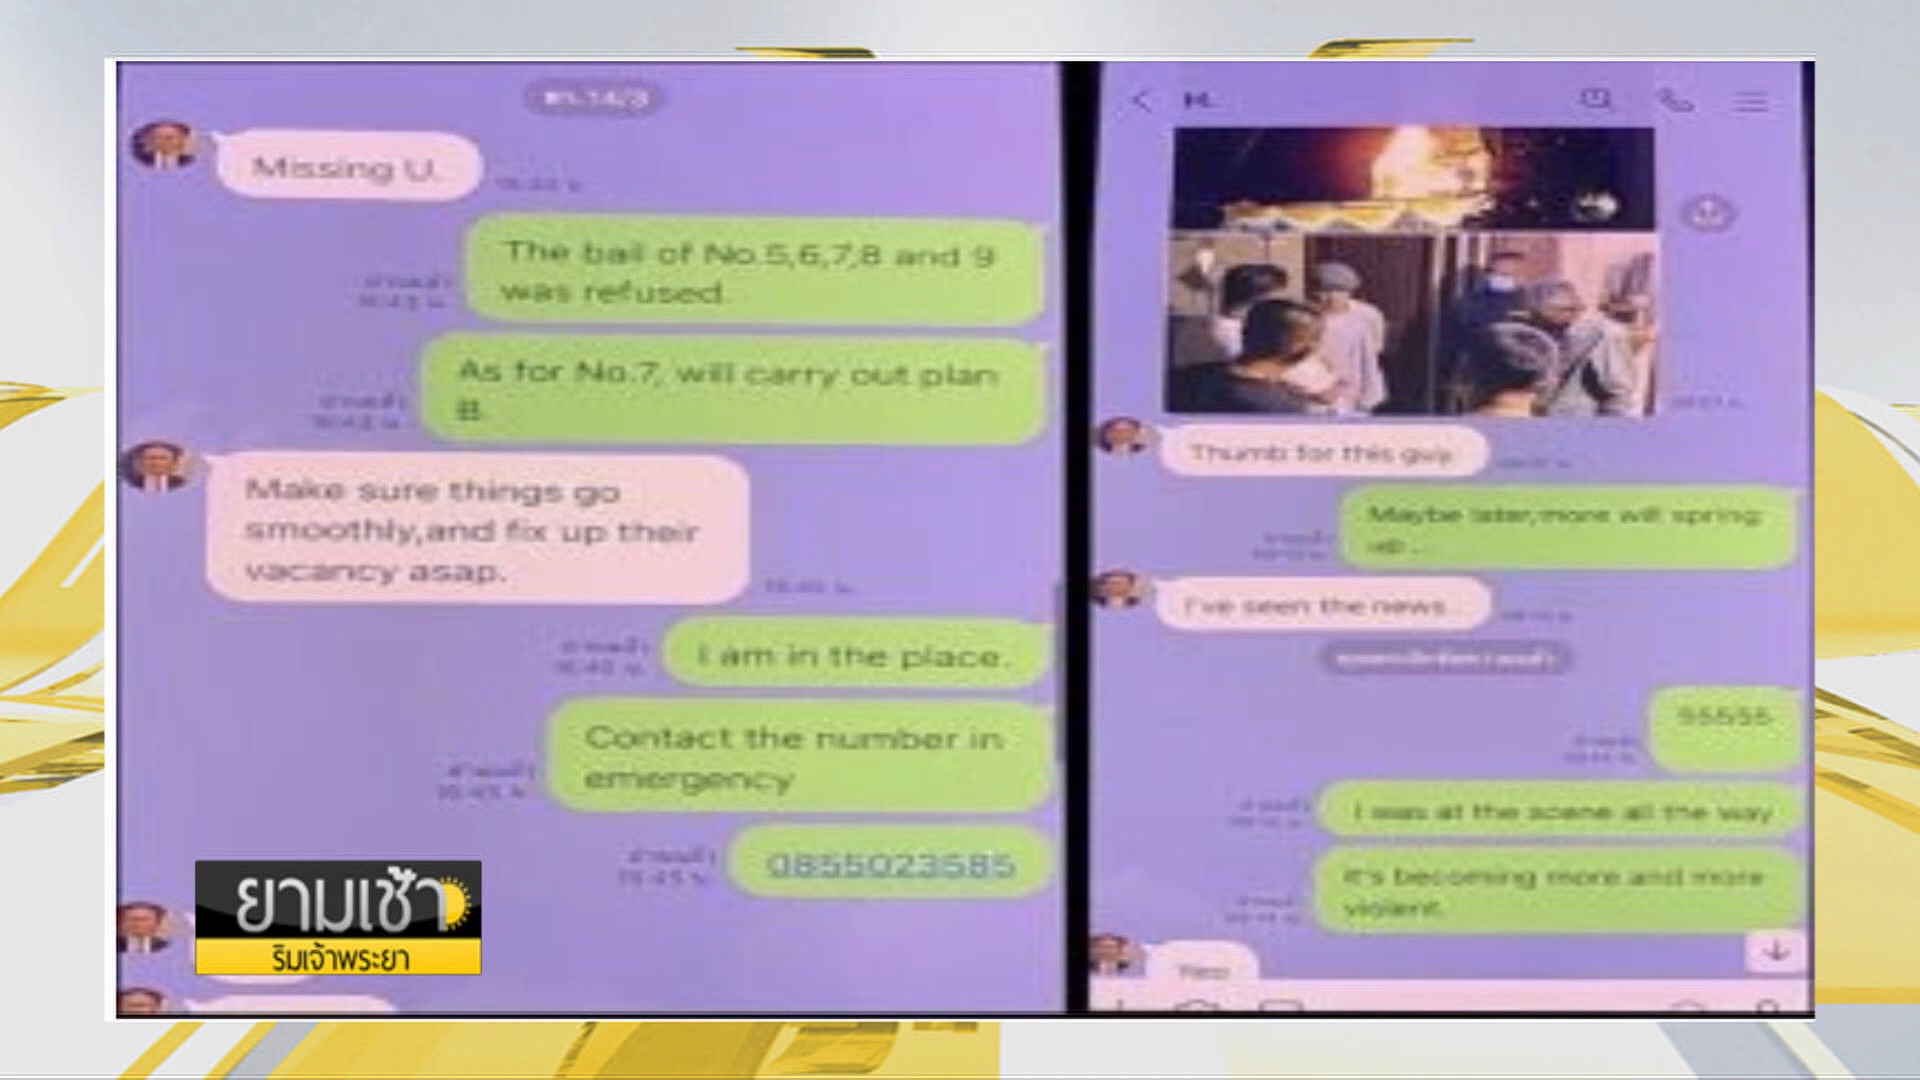 Missing U.
The bail of No.5,6,7,8 and 9
was refused.
As for No.7, will carry out plan
B.
Make sure things go
smoothly,and fix up their
vacancy asap.
I am in the place.
Contact the number in
emergency
0855023585
M.
Thumb for this guy
Maybe later,more will spring
up...
I've seen the news
55555
I was at the scene all the way
It's becoming more and more
violent.
Yep
ยามเช้า
ริมเจ้าพระยา